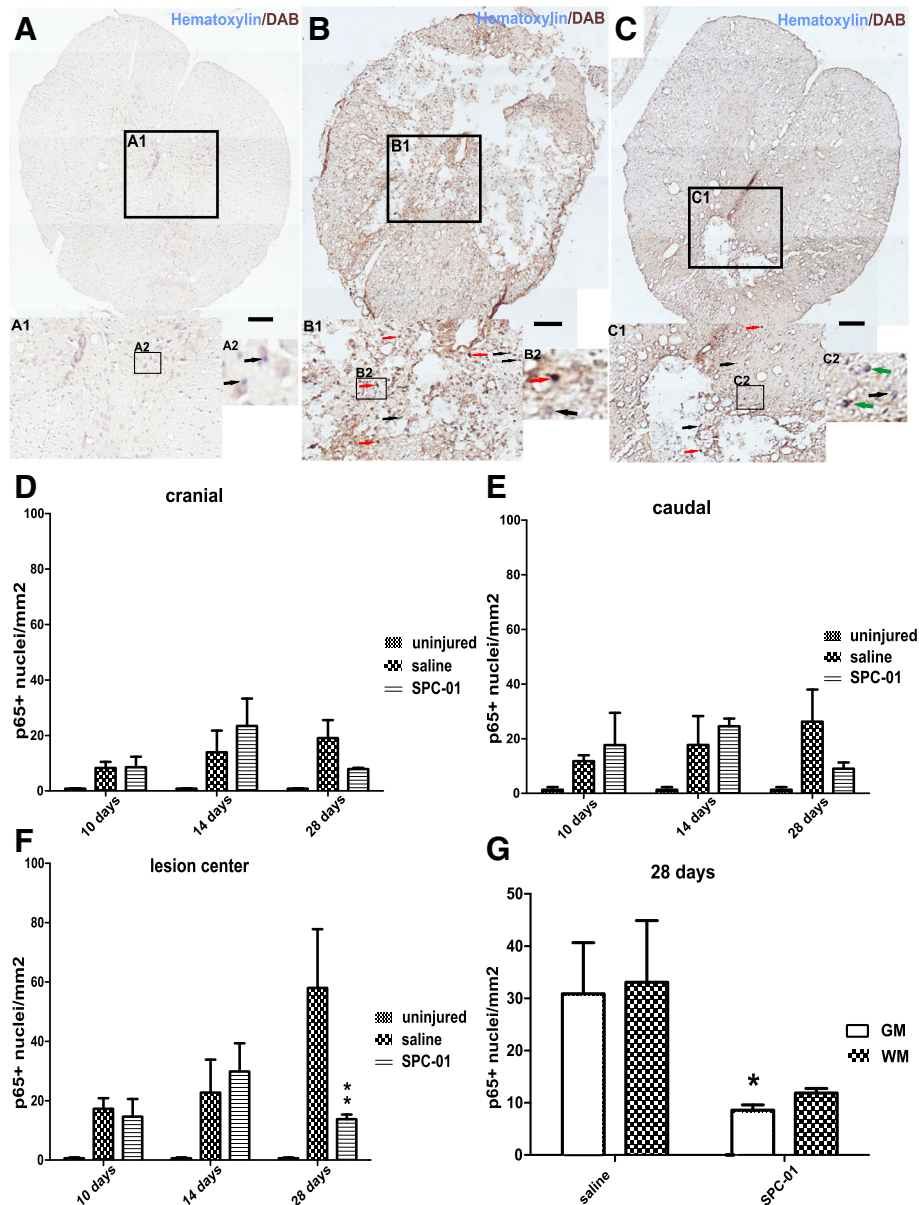 A
Hematoxylin/DAB
B
Hematoxylin/DAB
C
Hematoxylin/DAB
A1
B1
C1
A1
A2
A2
B1
B2
B2
C1
C2
C2
D
cranial
p65+ nuclei/mm2
100
80
60
40
20
0
10 days
14 days
28 days
uninjured
saline
SPC-01
E
caudal
p65+ nuclei/mm2
100
80
60
40
20
0
10 days
14 days
28 days
uninjured
saline
SPC-01
F
lesion center
p65+ nuclei/mm2
100
80
60
40
20
0
*
*
10 days
14 days
28 days
uninjured
saline
SPC-01
G
28 days
p65+ nuclei/mm2
50
40
30
20
10
0
*
saline
SPC-01
GM
WM